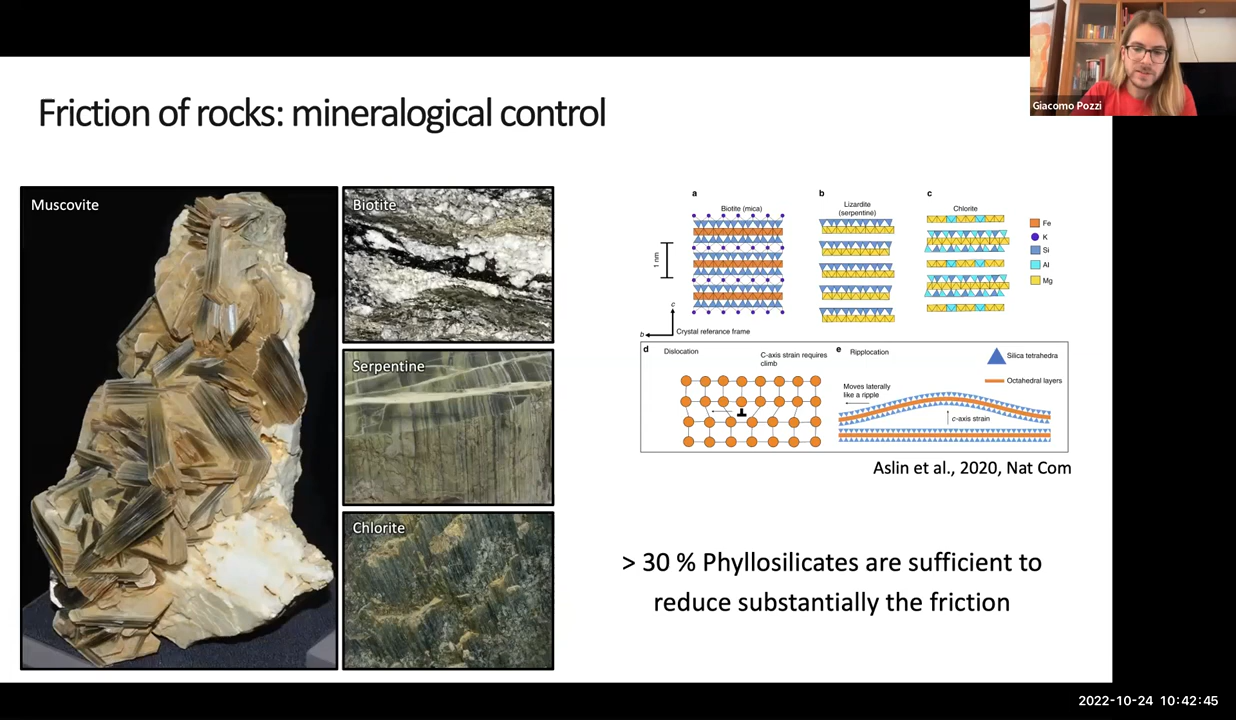 Giacomo Pozzi
Friction of rocks: mineralogical control
Muscovite
Biotite
Serpentine
Chlorite
a
Biotite (mica)
b
Lizardite
(serpentine)
c
Chlorite
Fe
K
Si
Al
Mg
1 nm
c
b
Crystal referance frame
d
Dislocation
C-axis strain requires
climb
e
Ripplocation
Silica tetrahedra
Octahedral layers
Moves laterally
like a ripple
c-axis strain
Aslin et al., 2020, Nat Com
> 30 % Phyllosilicates are sufficient to
reduce substantially the friction
2022-10-24 10:42:45